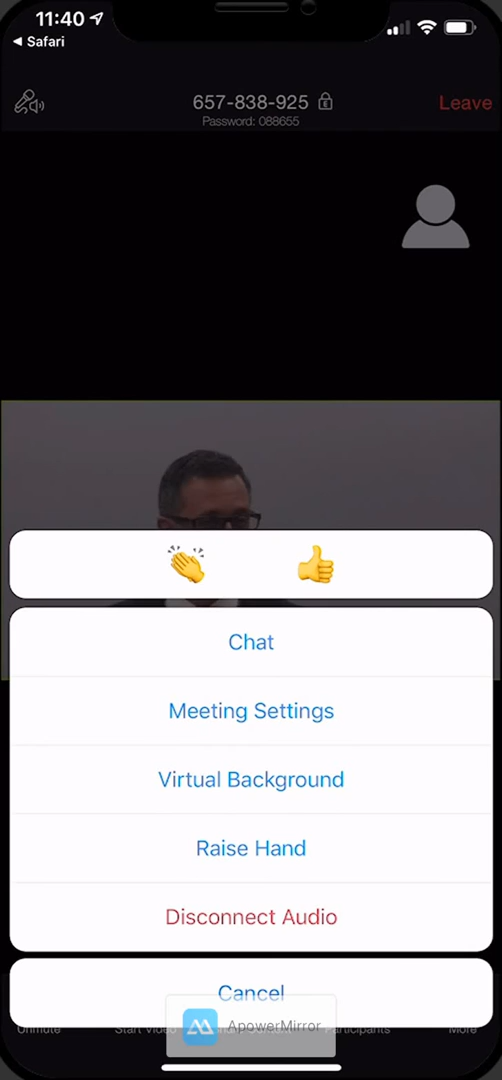 11:40
◀ Safari
657-838-925
Leave
Password: 088655
Chat
Meeting Settings
Virtual Background
Raise Hand
Disconnect Audio
Cancel
ApowerMirror
Unmute
Start Video
Participants
More